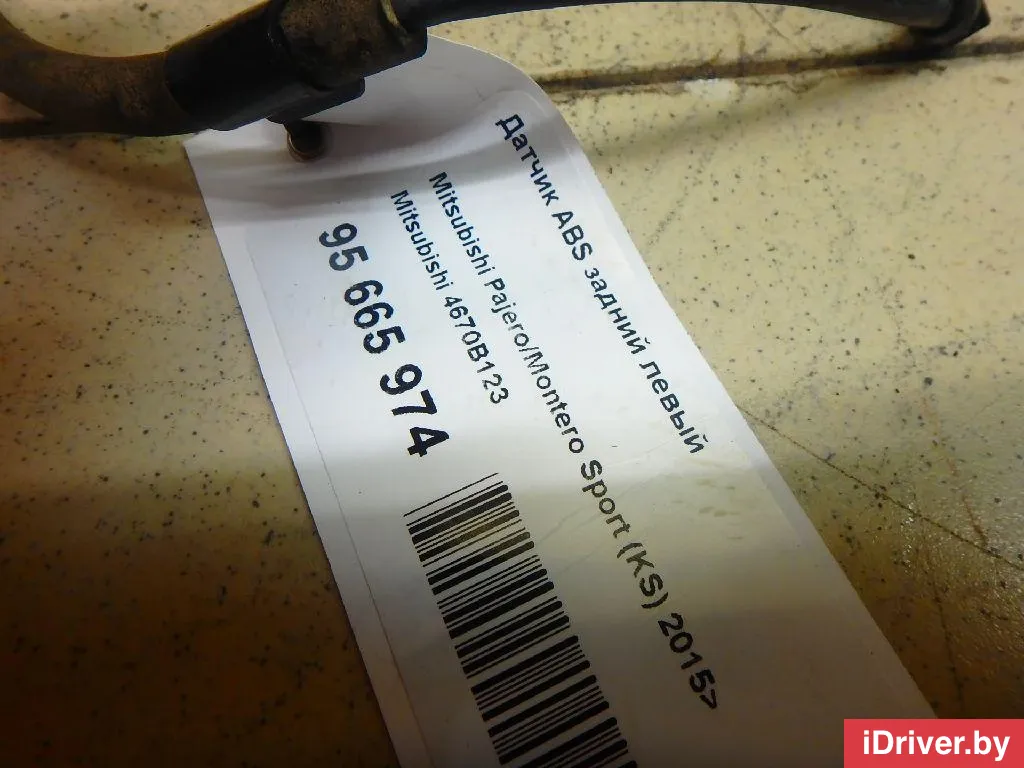 Датчик ABS задний левый
Mitsubishi Pajero/Montero Sport (KS) 2015>
Mitsubishi 4670B123
95 665 974
iDriver.by